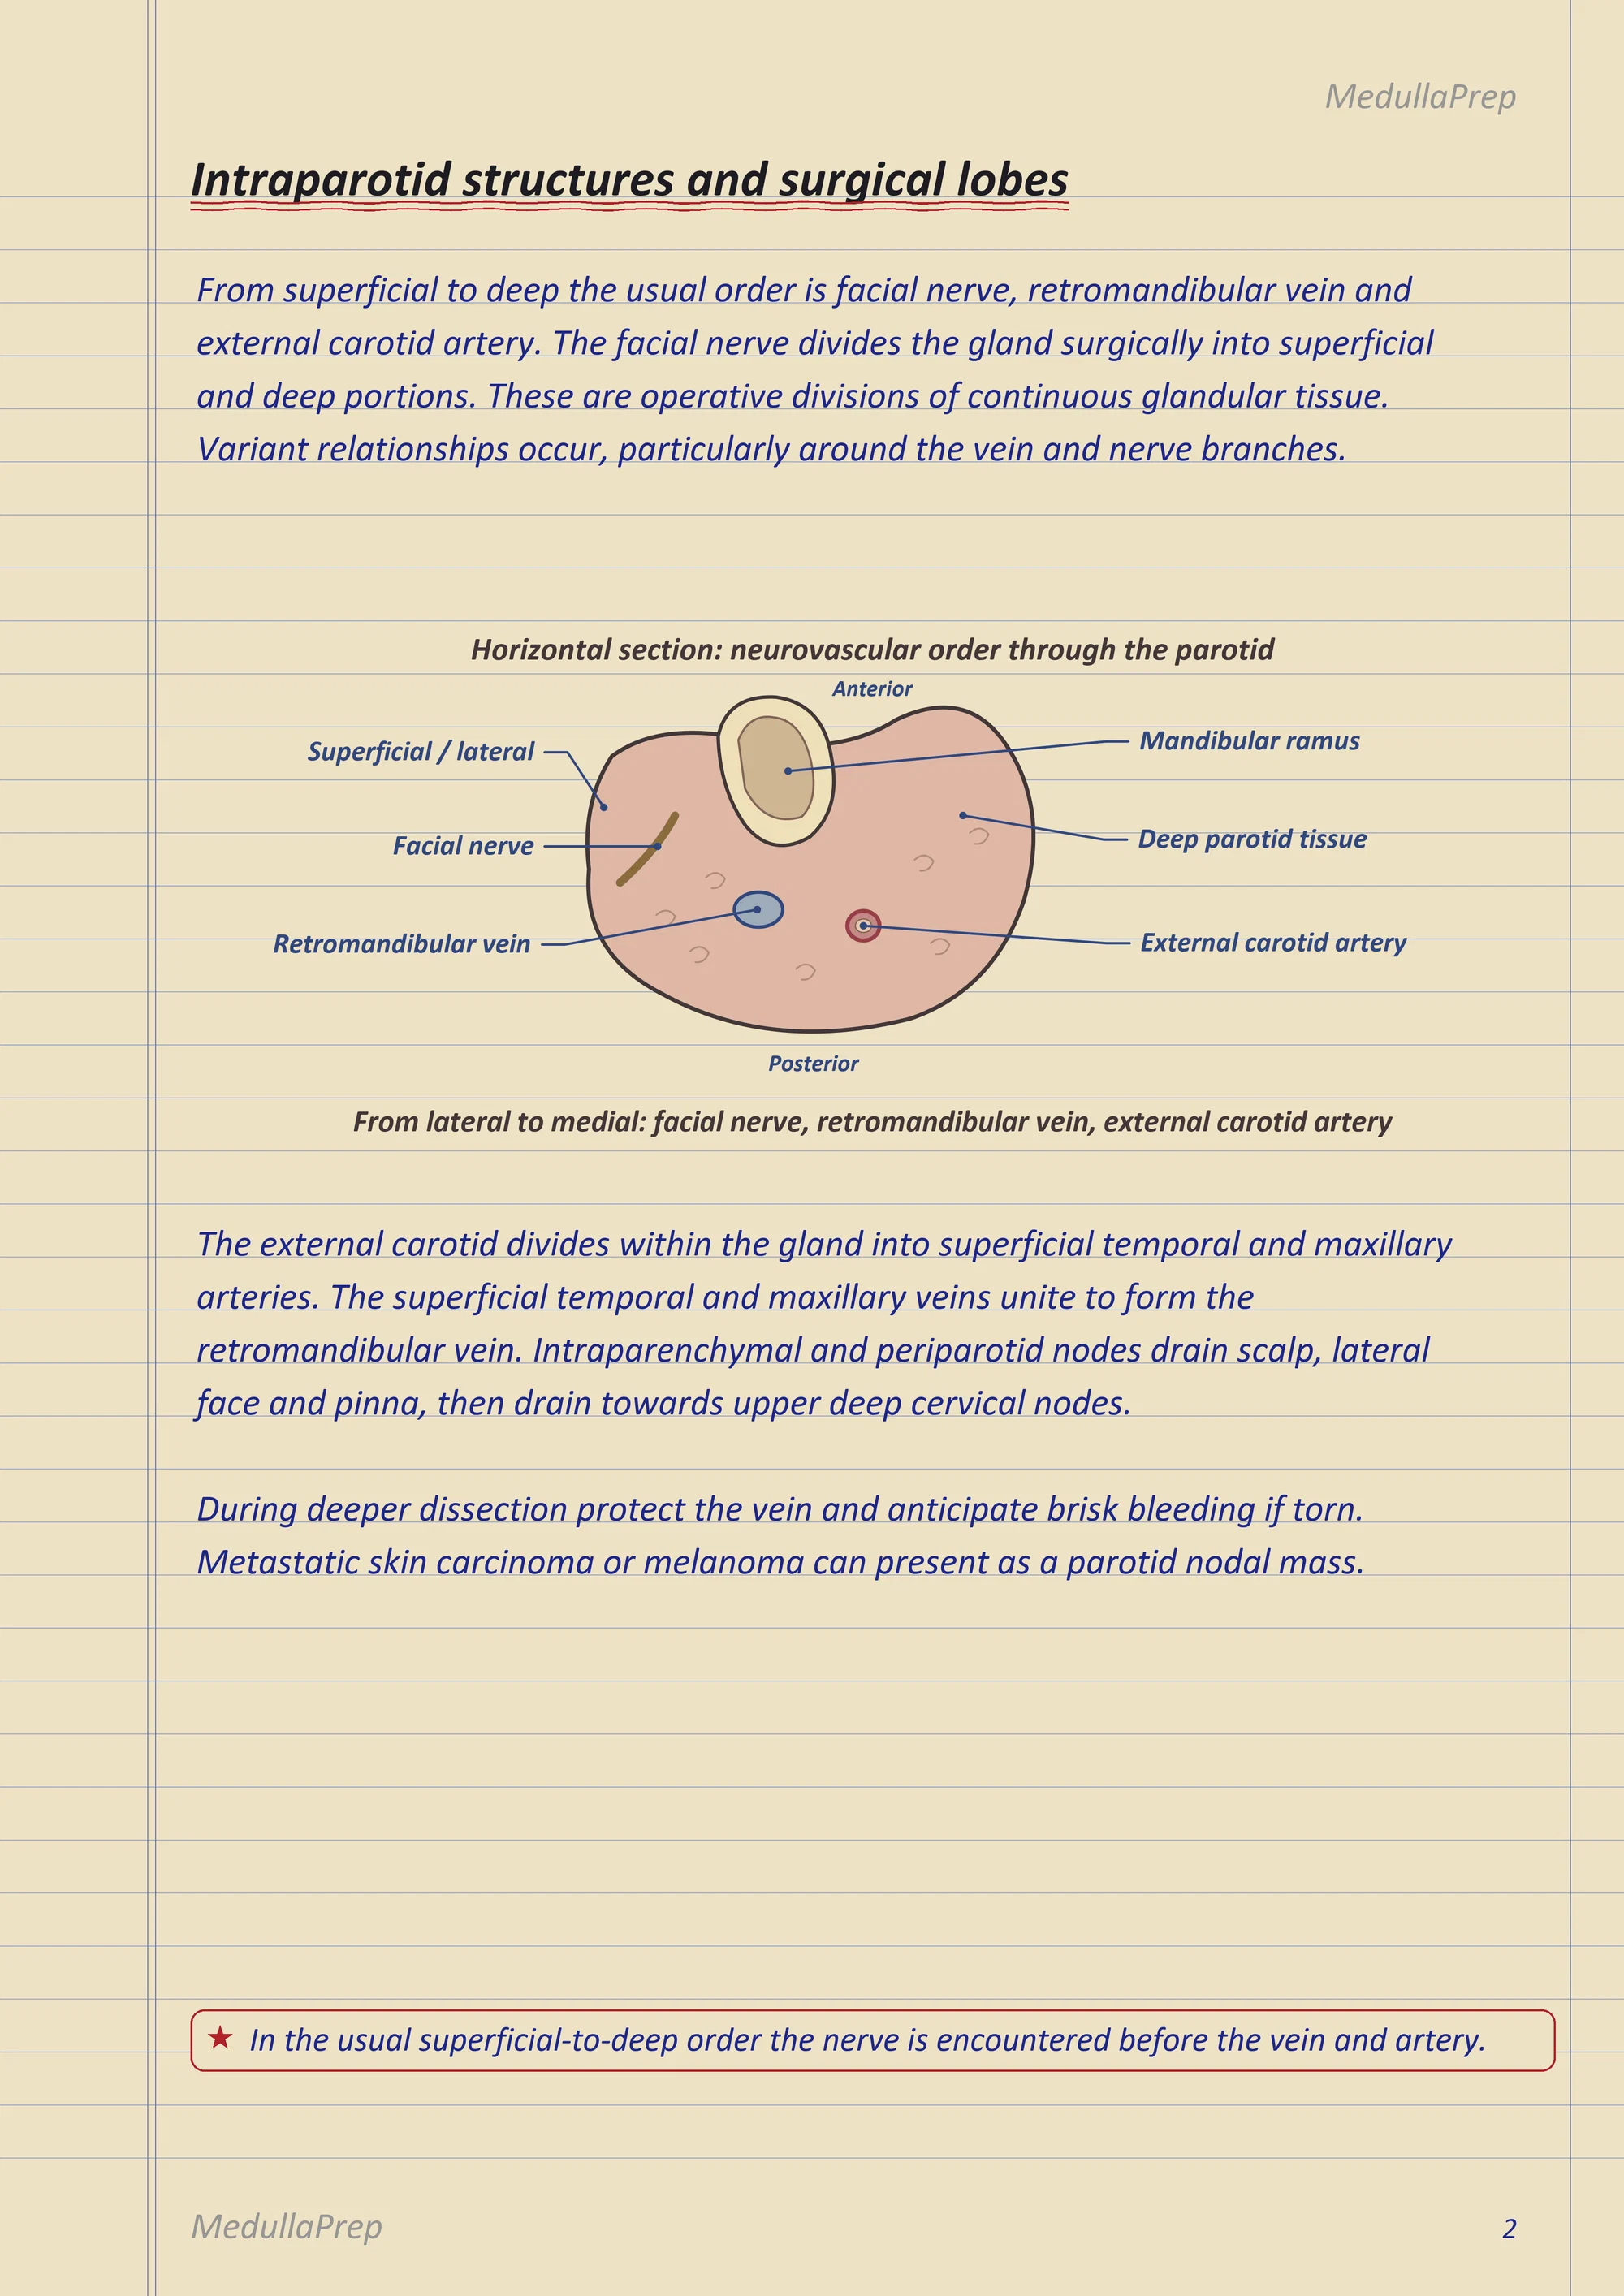 MedullaPrep
Intraparotid structures and surgical lobes
From superficial to deep the usual order is facial nerve, retromandibular vein and
external carotid artery. The facial nerve divides the gland surgically into superficial
and deep portions. These are operative divisions of continuous glandular tissue.
Variant relationships occur, particularly around the vein and nerve branches.
Horizontal section: neurovascular order through the parotid
Anterior
Superficial / lateral
Mandibular ramus
Facial nerve
Deep parotid tissue
Retromandibular vein
External carotid artery
Posterior
From lateral to medial: facial nerve, retromandibular vein, external carotid artery
The external carotid divides within the gland into superficial temporal and maxillary
arteries. The superficial temporal and maxillary veins unite to form the
retromandibular vein. Intraparenchymal and periparotid nodes drain scalp, lateral
face and pinna, then drain towards upper deep cervical nodes.
During deeper dissection protect the vein and anticipate brisk bleeding if torn.
Metastatic skin carcinoma or melanoma can present as a parotid nodal mass.
★ In the usual superficial-to-deep order the nerve is encountered before the vein and artery.
MedullaPrep
2